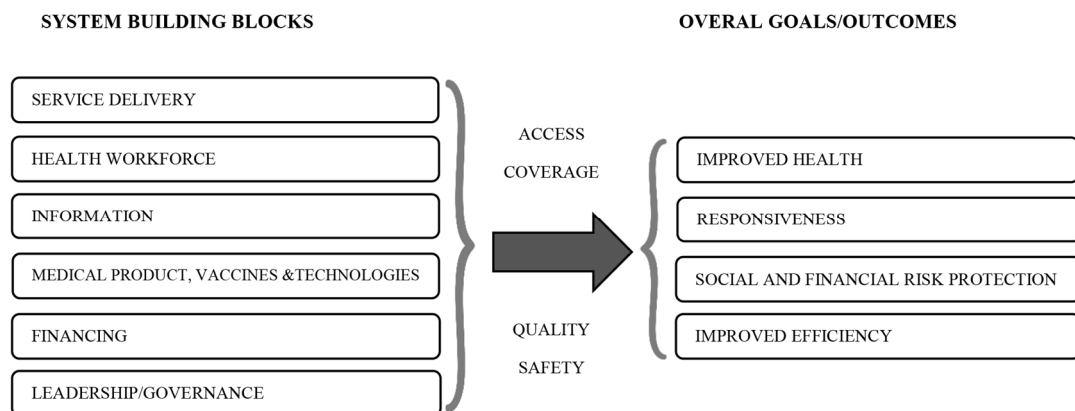 SYSTEM BUILDING BLOCKS
OVERAL GOALS/OUTCOMES
SERVICE DELIVERY
HEALTH WORKFORCE
INFORMATION
MEDICAL PRODUCT, VACCINES &TECHNOLOGIES
FINANCING
LEADERSHIP/GOVERNANCE
ACCESS
COVERAGE
QUALITY
SAFETY
IMPROVED HEALTH
RESPONSIVENESS
SOCIAL AND FINANCIAL RISK PROTECTION
IMPROVED EFFICIENCY